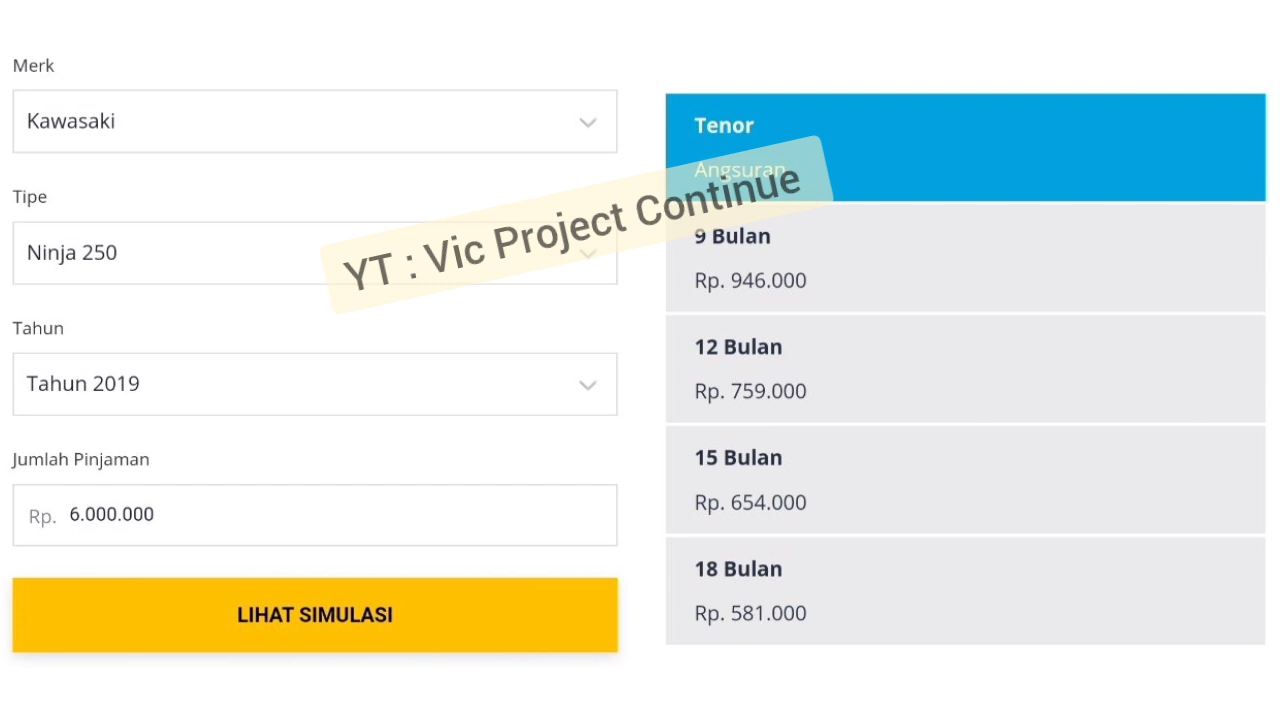 Merk
Kawasaki
Tipe
Ninja 250
Tahun
Tahun 2019
Jumlah Pinjaman
Rp. 6.000.000
LIHAT SIMULASI
YT : Vic Project Continue
Tenor
Angsuran
9 Bulan
Rp. 946.000
12 Bulan
Rp. 759.000
15 Bulan
Rp. 654.000
18 Bulan
Rp. 581.000